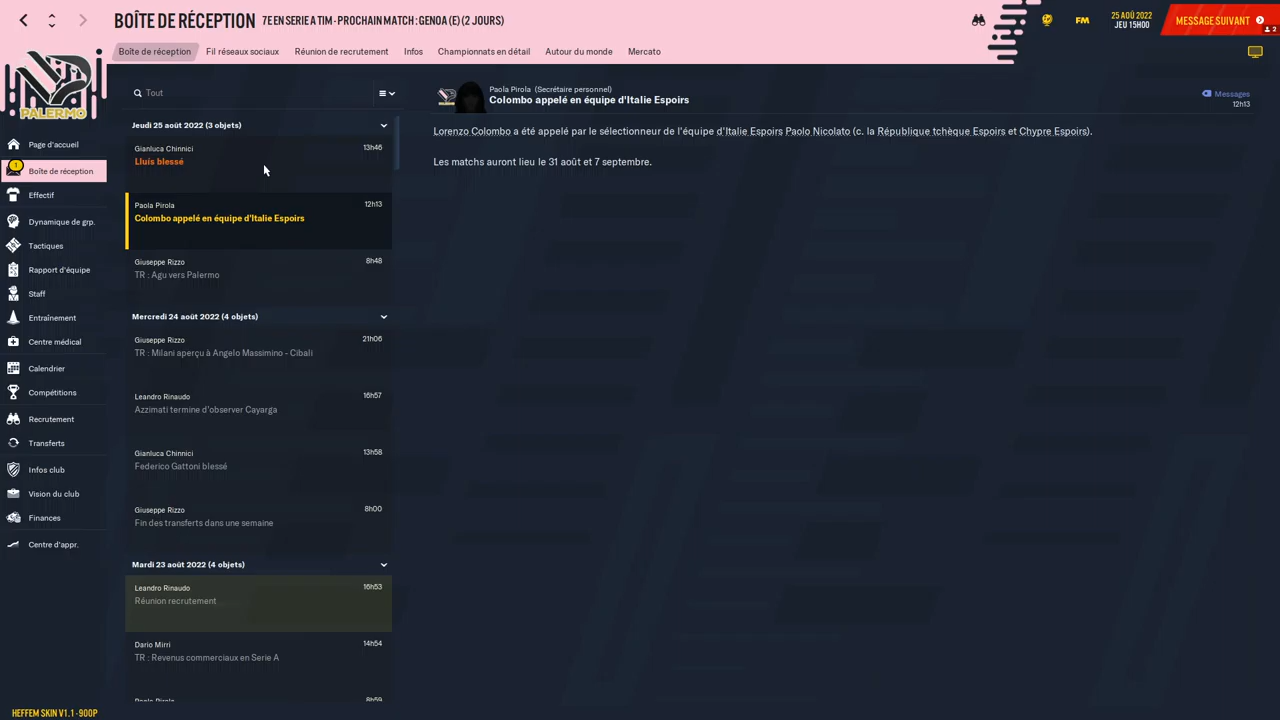 BOÎTE DE RÉCEPTION
7E EN SERIE A TIM - PROCHAIN MATCH : GENOA (E) (2 JOURS)
FM
25 AOÛ 2022
JEU 15H00
MESSAGE SUIVANT
2
Boîte de réception
Fil réseaux sociaux
Réunion de recrutement
Infos
Championnats en détail
Autour du monde
Mercato
PALERMO
Page d'accueil
1
Boîte de réception
Effectif
Dynamique de grp.
Tactiques
Rapport d'équipe
Staff
Entraînement
Centre médical
Calendrier
Compétitions
Recrutement
Transferts
Infos club
Vision du club
Finances
Centre d'appr.
HEFFEM SKIN V1.1 - 900P
Tout
Jeudi 25 août 2022 (3 objets)
Gianluca Chinnici 13h46
Lluís blessé
Paola Pirola 12h13
Colombo appelé en équipe d'Italie Espoirs
Giuseppe Rizzo 8h48
TR : Agu vers Palermo
Mercredi 24 août 2022 (4 objets)
Giuseppe Rizzo 21h06
TR : Milani aperçu à Angelo Massimino - Cibali
Leandro Rinaudo 16h57
Azzimati termine d'observer Cayarga
Gianluca Chinnici 13h58
Federico Gattoni blessé
Giuseppe Rizzo 8h00
Fin des transferts dans une semaine
Mardi 23 août 2022 (4 objets)
Leandro Rinaudo 16h53
Réunion recrutement
Dario Mirri 14h54
TR : Revenus commerciaux en Serie A
Paola Pirola 8h59
Paola Pirola (Secrétaire personnel)
Colombo appelé en équipe d'Italie Espoirs
Messages
12h13
Lorenzo Colombo a été appelé par le sélectionneur de l'équipe d'Italie Espoirs Paolo Nicolato (c. la République tchèque Espoirs et Chypre Espoirs).
Les matchs auront lieu le 31 août et 7 septembre.